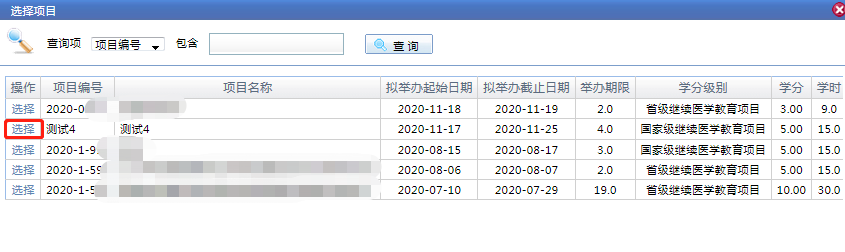 选择项目
查询项 项目编号 包含 查 询
操作 项目编号 项目名称 拟举办起始日期 拟举办截止日期 举办期限 学分级别 学分 学时
选择 2020-0 2020-11-18 2020-11-19 2.0 省级继续医学教育项目 3.00 9.0
选择 测试4 测试4 2020-11-17 2020-11-25 4.0 国家级继续医学教育项目 5.00 15.0
选择 2020-1-9 2020-08-15 2020-08-17 3.0 国家级继续医学教育项目 5.00 15.0
选择 2020-1-59 2020-08-06 2020-08-07 2.0 省级继续医学教育项目 5.00 15.0
选择 2020-1-5 2020-07-10 2020-07-29 19.0 省级继续医学教育项目 10.00 30.0